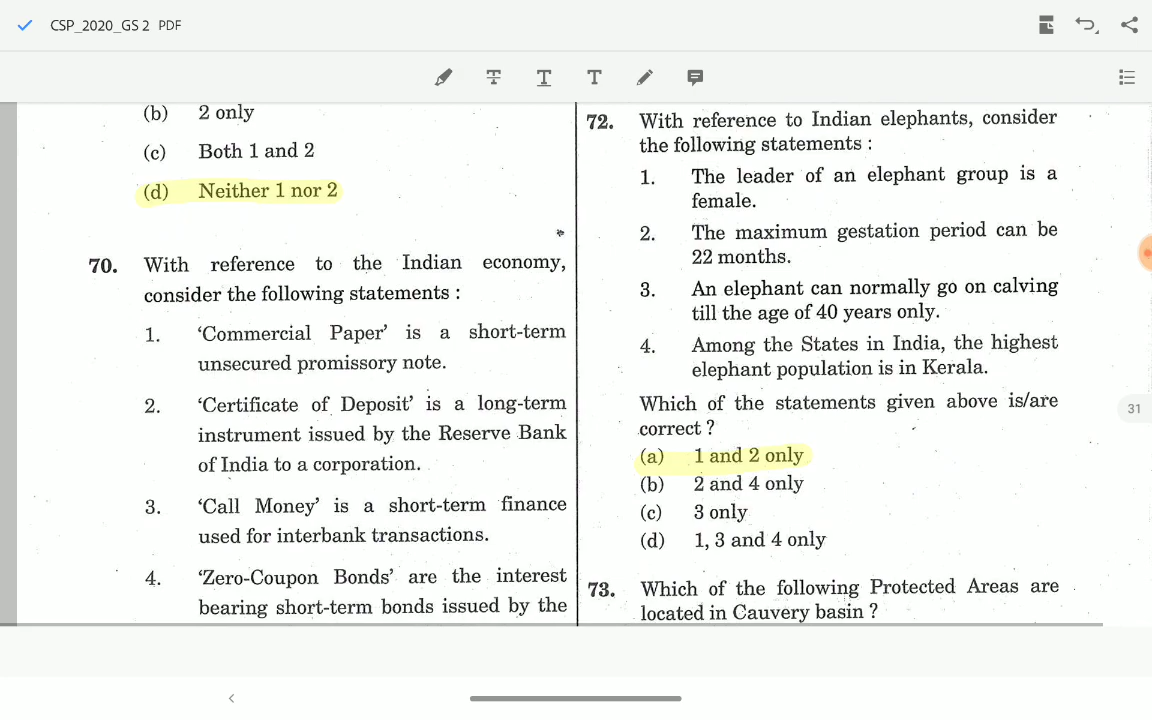 CSP_2020_GS 2 PDF
(b) 2 only
(c) Both 1 and 2
(d) Neither 1 nor 2
70. With reference to the Indian economy,
consider the following statements :
1. 'Commercial Paper' is a short-term
unsecured promissory note.
2. 'Certificate of Deposit' is a long-term
instrument issued by the Reserve Bank
of India to a corporation.
3. 'Call Money' is a short-term finance
used for interbank transactions.
4. 'Zero-Coupon Bonds' are the interest
bearing short-term bonds issued by the
72. With reference to Indian elephants, consider
the following statements :
1. The leader of an elephant group is a
female.
2. The maximum gestation period can be
22 months.
3. An elephant can normally go on calving
till the age of 40 years only.
4. Among the States in India, the highest
elephant population is in Kerala.
Which of the statements given above is/are
correct ?
(a) 1 and 2 only
(b) 2 and 4 only
(c) 3 only
(d) 1, 3 and 4 only
73. Which of the following Protected Areas are
located in Cauvery basin ?
31